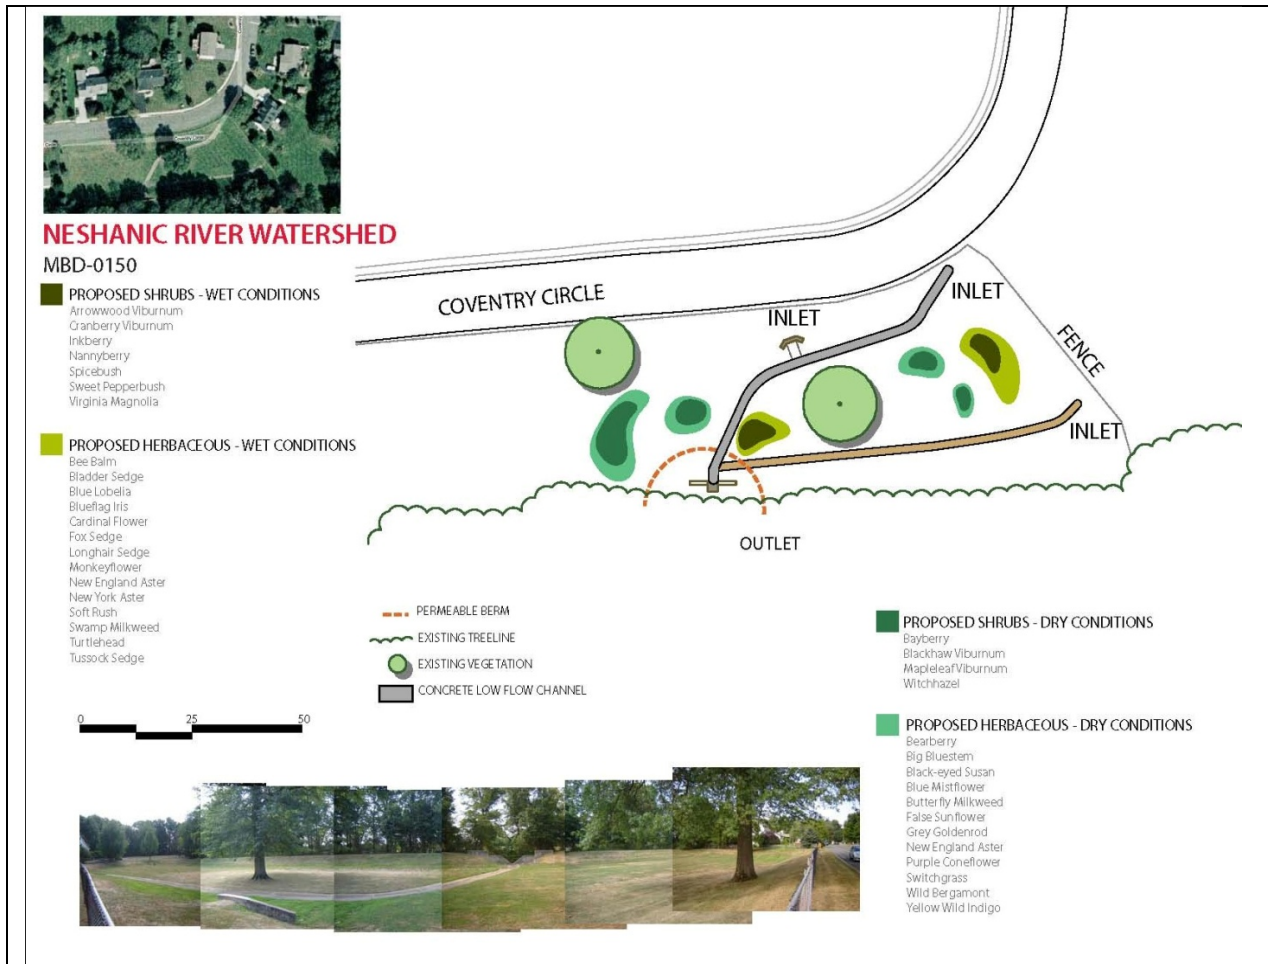 NESHANIC RIVER WATERSHED
MBD-0150
PROPOSED SHRUBS - WET CONDITIONS
Arrowwood Viburnum
Cranberry Viburnum
Inkberry
Nannyberry
Spicebush
Sweet Pepperbush
Virginia Magnolia
PROPOSED HERBACEOUS - WET CONDITIONS
Bee Balm
Bladder Sedge
Blue Lobelia
Blueflag Iris
Cardinal Flower
Fox Sedge
Longhair Sedge
Monkeyflower
New England Aster
New York Aster
Soft Rush
Swamp Milkweed
Turtlehead
Tussock Sedge
COVENTRY CIRCLE
INLET
INLET
FENCE
INLET
OUTLET
PERMEABLE BERM
EXISTING TREELINE
EXISTING VEGETATION
CONCRETE LOW FLOW CHANNEL
0 25 50
PROPOSED SHRUBS - DRY CONDITIONS
Bayberry
Blackhaw Viburnum
Mapleleaf Viburnum
Witchhazel
PROPOSED HERBACEOUS - DRY CONDITIONS
Bearberry
Big Bluestem
Black-eyed Susan
Blue Mistflower
Butterfly Milkweed
False Sunflower
Grey Goldenrod
New England Aster
Purple Coneflower
Switchgrass
Wild Bergamont
Yellow Wild Indigo